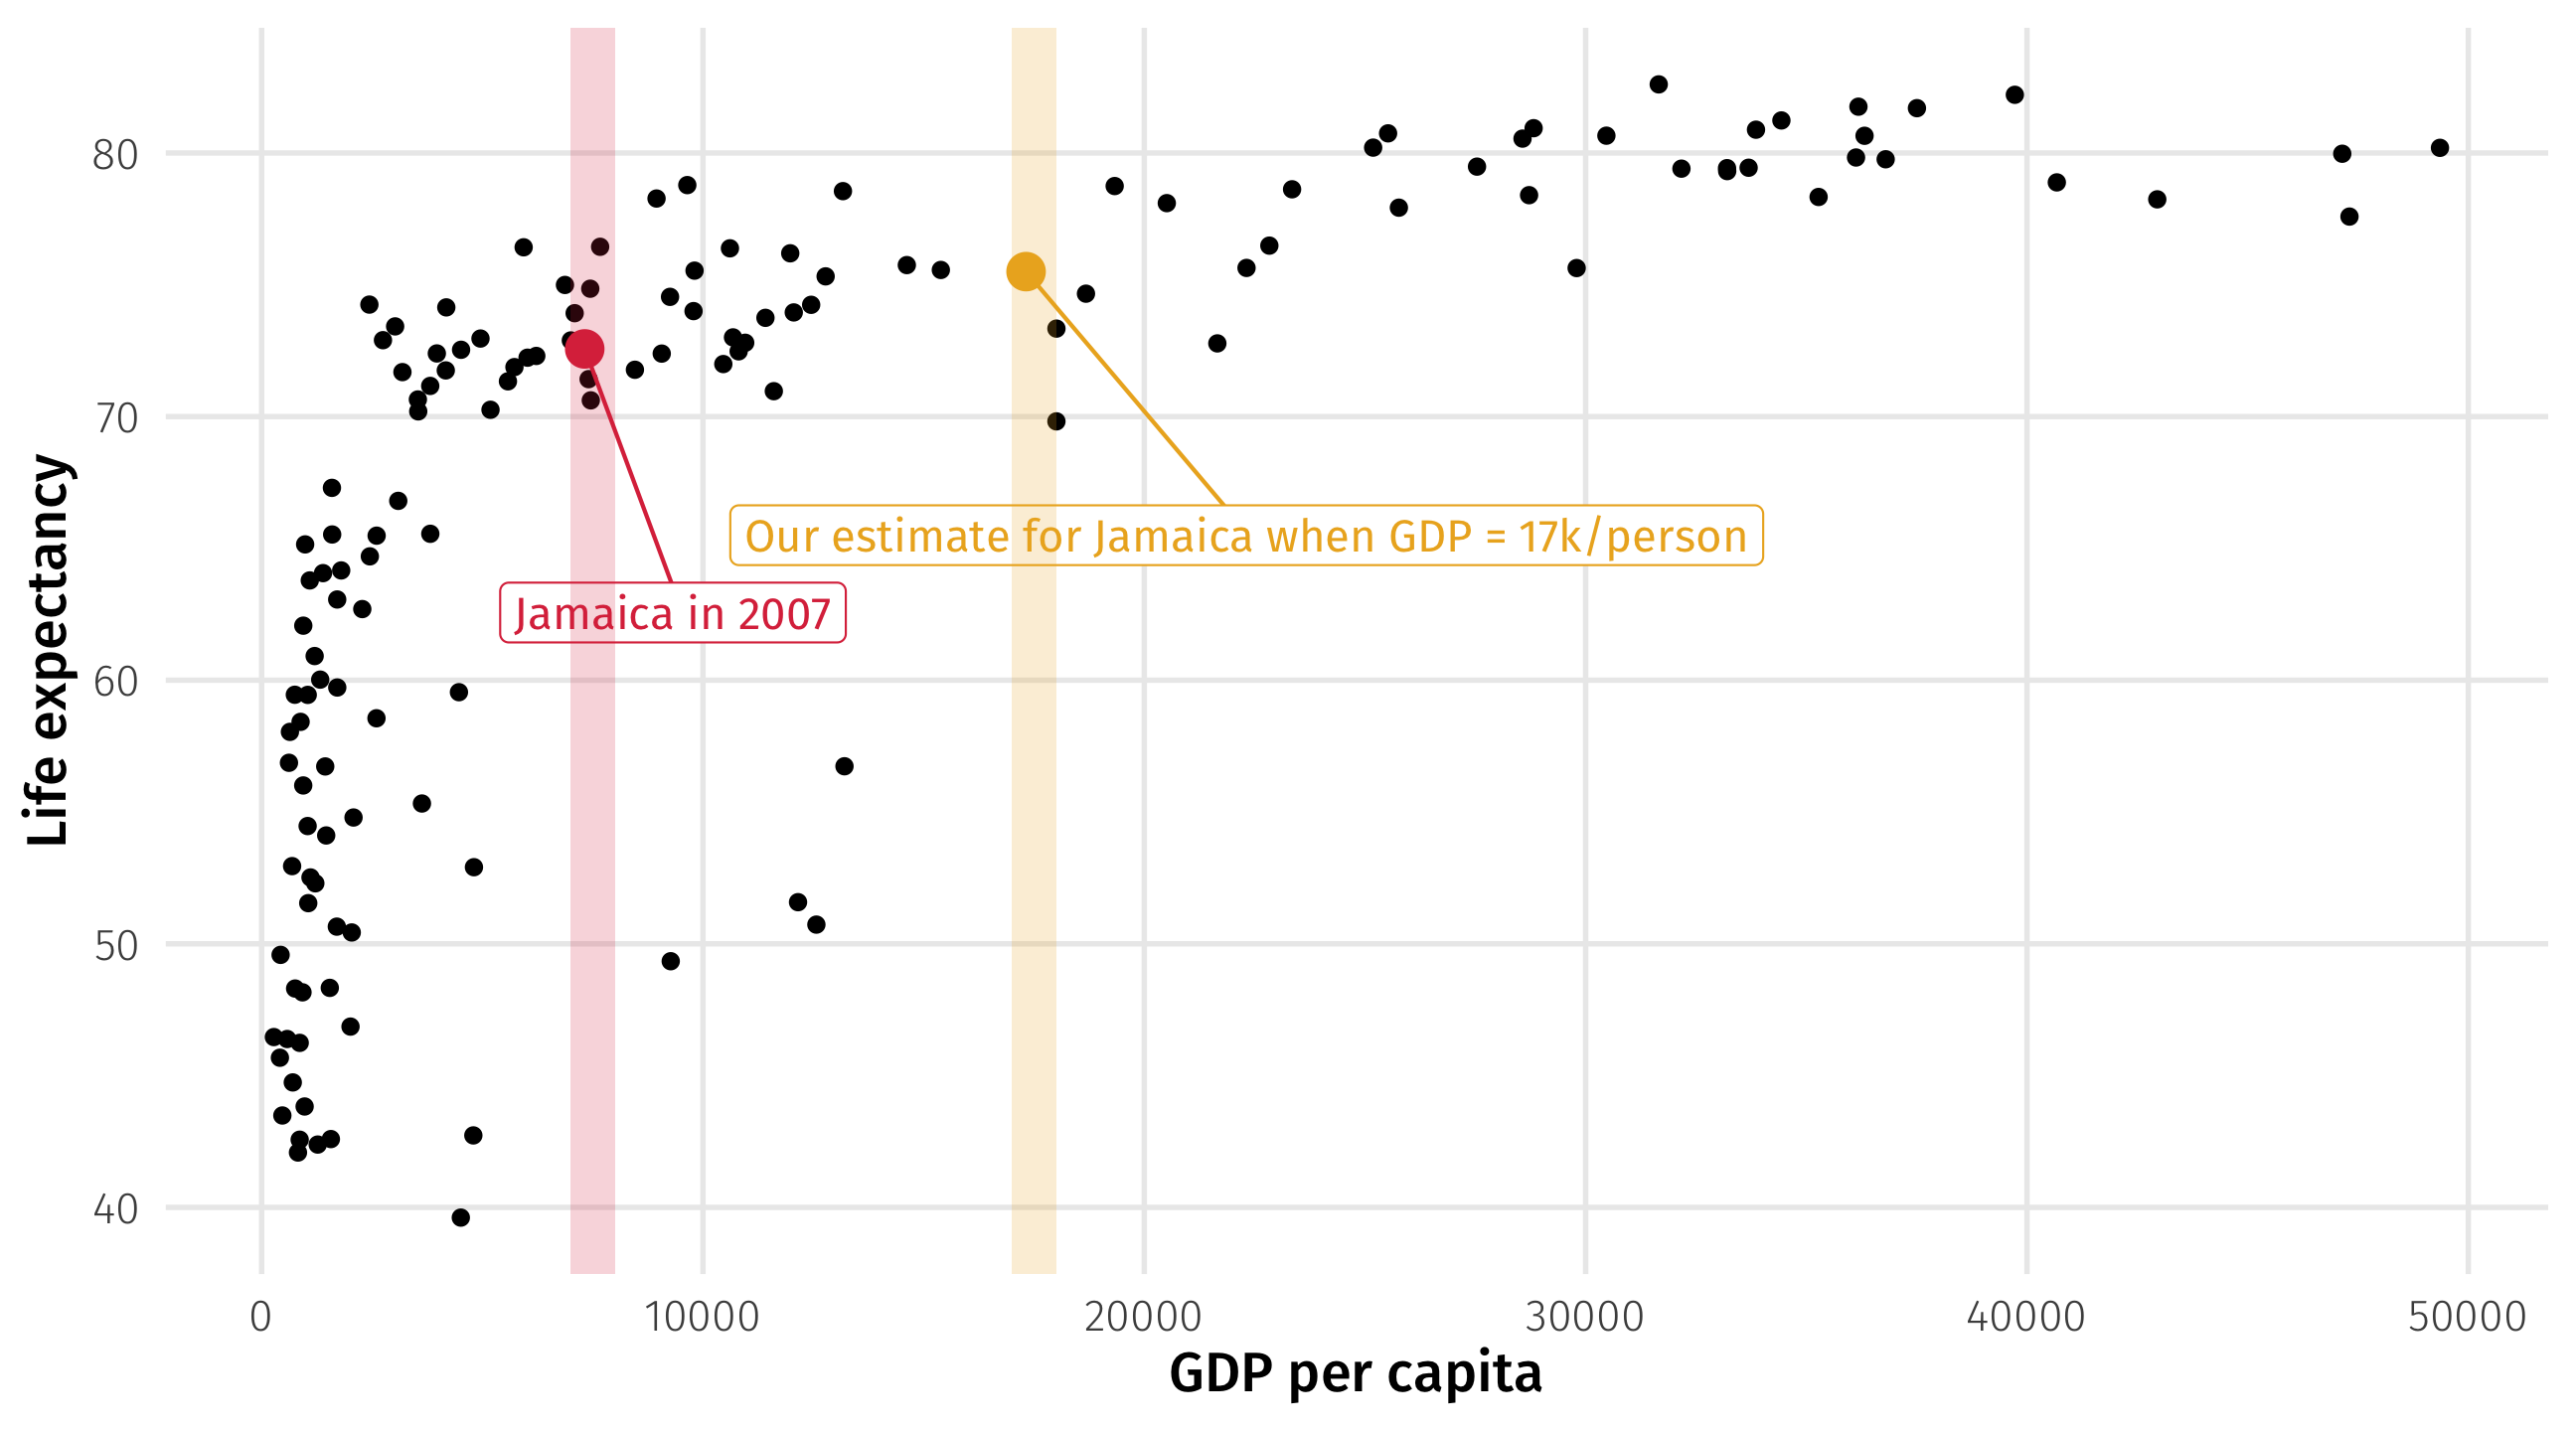 80
70
60
50
40
Life expectancy
Our estimate for Jamaica when GDP = 17k/person
Jamaica in 2007
0 10000 20000 30000 40000 50000
GDP per capita